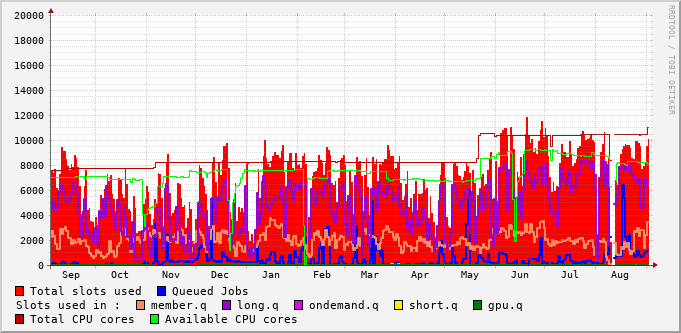 20000
18000
16000
14000
12000
10000
8000
6000
4000
2000
0
Sep Oct Nov Dec Jan Feb Mar Apr May Jun Jul Aug
RRDTOOL / TOBI OETIKER
Total slots used Queued Jobs
Slots used in : member.q long.q ondemand.q short.q gpu.q
Total CPU cores Available CPU cores